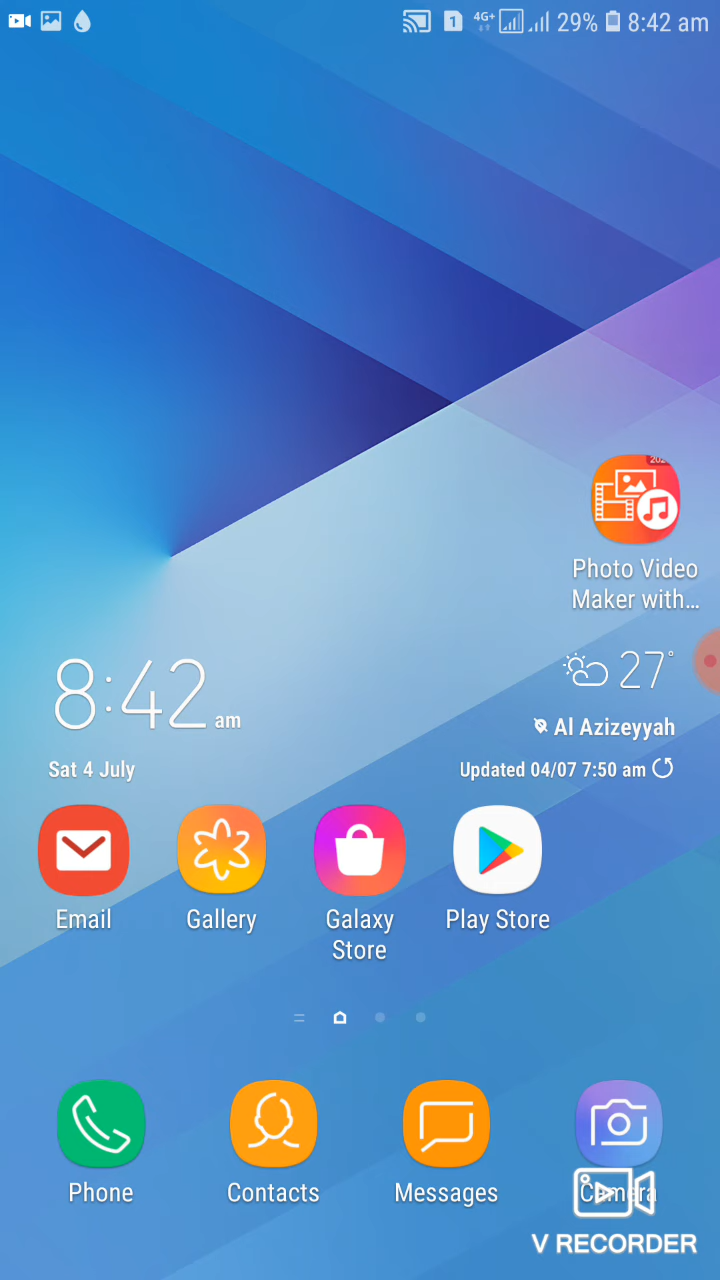 4G+ 29% 8:42 am
1
Photo Video
Maker with...
8:42 am
27°
Al Azizeyyah
Sat 4 July
Updated 04/07 7:50 am
Email
Gallery
Galaxy
Store
Play Store
Phone
Contacts
Messages
Camera
V RECORDER